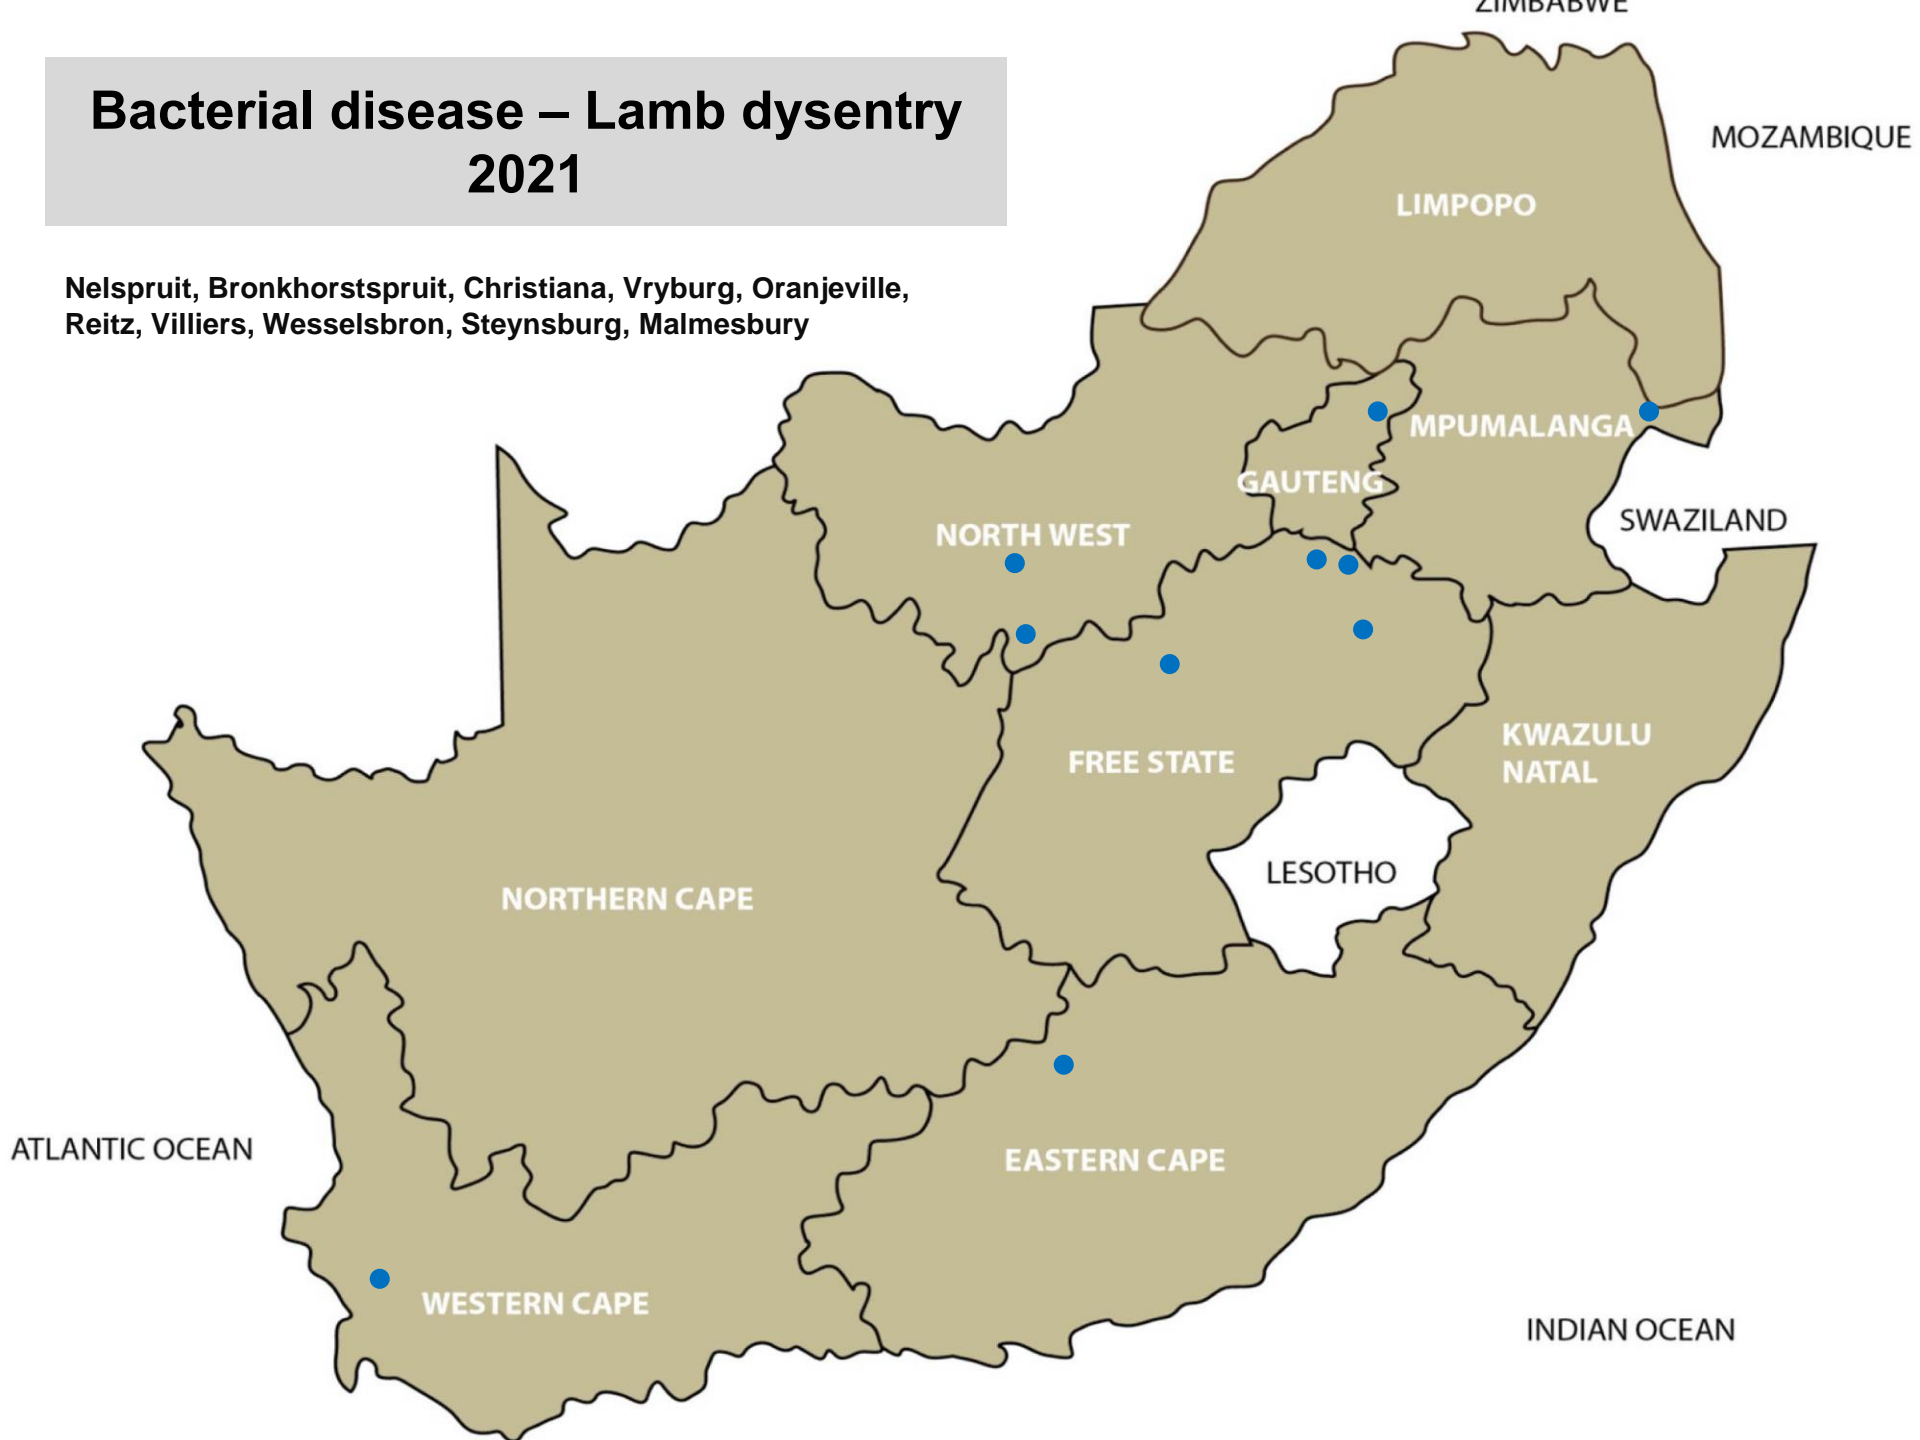 ZIMBABWE
Bacterial disease – Lamb dysentry
2021
MOZAMBIQUE
LIMPOPO
Nelspruit, Bronkhorstspruit, Christiana, Vryburg, Oranjeville,
Reitz, Villiers, Wesselsbron, Steynsburg, Malmesbury
MPUMALANGA
GAUTENG
SWAZILAND
NORTH WEST
KWAZULU
NATAL
FREE STATE
LESOTHO
NORTHERN CAPE
ATLANTIC OCEAN
EASTERN CAPE
WESTERN CAPE
INDIAN OCEAN